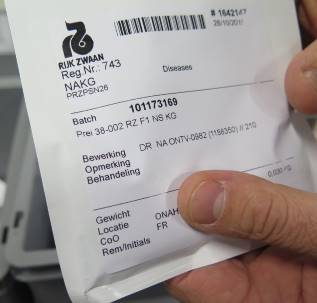 # 1642147
28/10/201
RIJK ZWAAN
Reg.Nr.: 743
NAKG
PRZPSN26
Diseases
Batch 101173169
Prei 38-002 RZ F1 NS KG
Bewerking DR NA ONTV-0982 (1156350) // 210
Opmerking
Behandeling
Gewicht 0,000 KG
Locatie ONAH
CoO FR
Rem/Initials